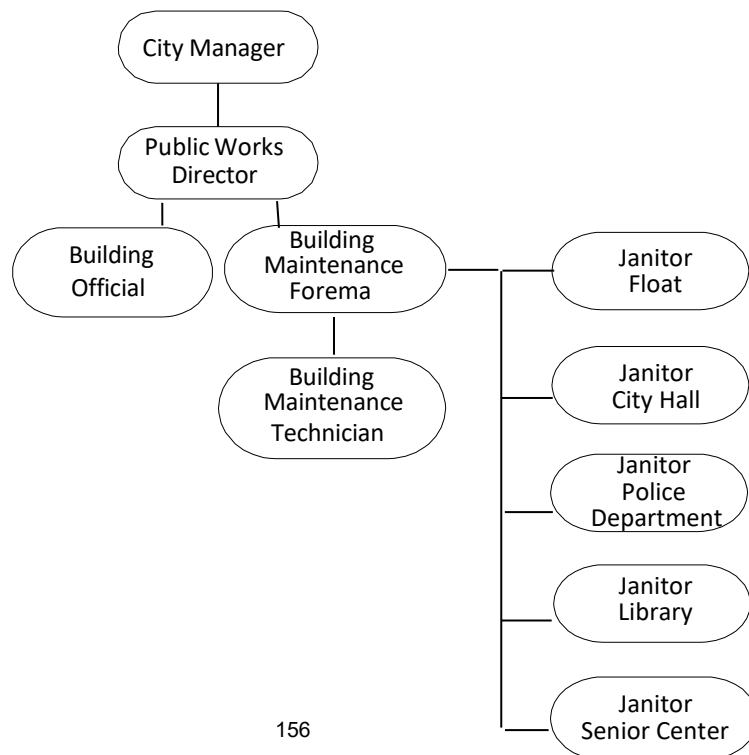 City Manager
Public Works
Director
Building
Official
Building
Maintenance
Forema
Building
Maintenance
Technician
Janitor
Float
Janitor
City Hall
Janitor
Police
Department
Janitor
Library
Janitor
Senior Center
156